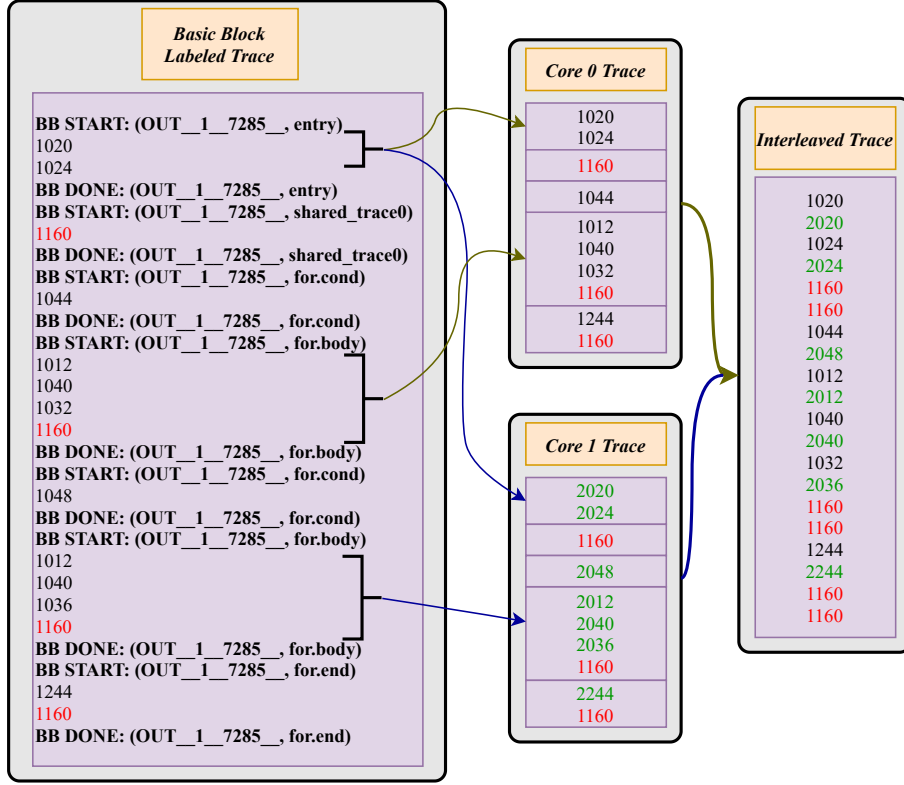 Basic Block
Labeled Trace
BB START: (OUT__1__7285__, entry)
1020
1024
BB DONE: (OUT__1__7285__, entry)
BB START: (OUT__1__7285__, shared_trace0)
1160
BB DONE: (OUT__1__7285__, shared_trace0)
BB START: (OUT__1__7285__, for.cond)
1044
BB DONE: (OUT__1__7285__, for.cond)
BB START: (OUT__1__7285__, for.body)
1012
1040
1032
1160
BB DONE: (OUT__1__7285__, for.body)
BB START: (OUT__1__7285__, for.cond)
1048
BB DONE: (OUT__1__7285__, for.cond)
BB START: (OUT__1__7285__, for.body)
1012
1040
1036
1160
BB DONE: (OUT__1__7285__, for.body)
BB START: (OUT__1__7285__, for.end)
1244
1160
BB DONE: (OUT__1__7285__, for.end)
Core 0 Trace
1020
1024
1160
1044
1012
1040
1032
1160
1244
1160
Core 1 Trace
2020
2024
1160
2048
2012
2040
2036
1160
2244
1160
Interleaved Trace
1020
2020
1024
2024
1160
1160
1044
2048
1012
2012
1040
2040
1032
2036
1160
1160
1244
2244
1160
1160